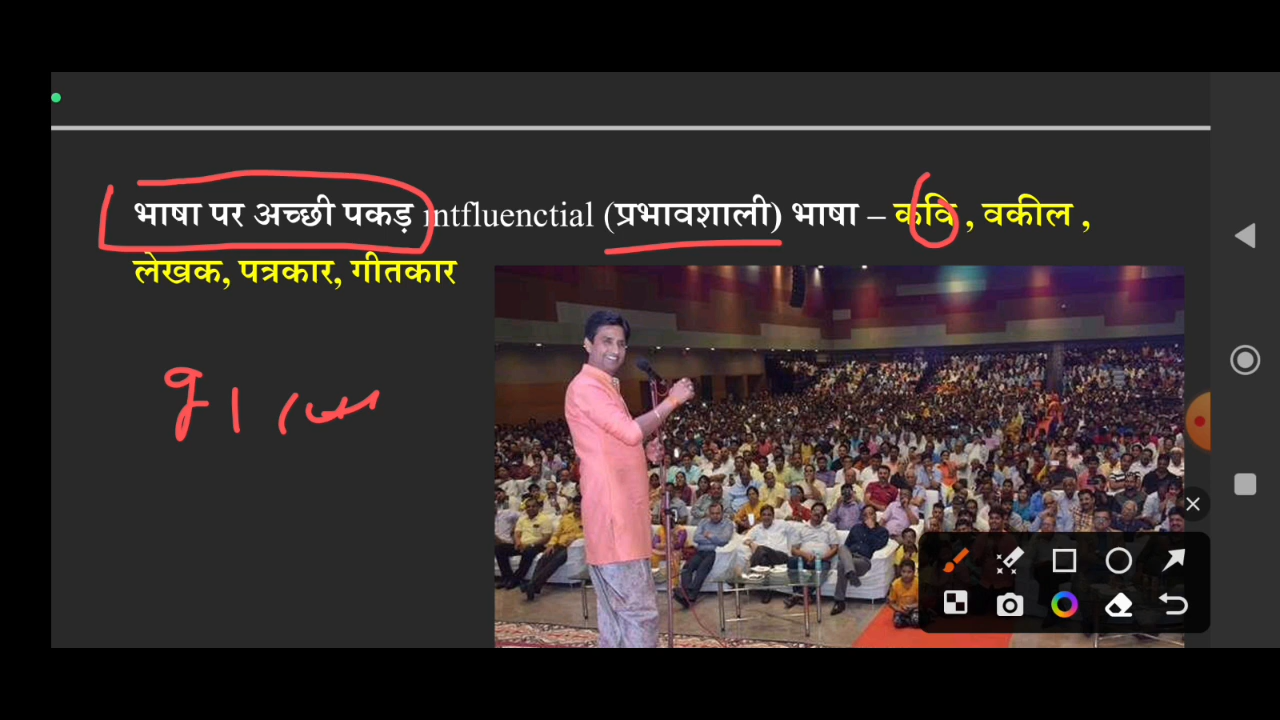 भाषा पर अच्छी पकड़ intfluenctial (प्रभावशाली) भाषा – कवि , वकील ,
लेखक, पत्रकार, गीतकार